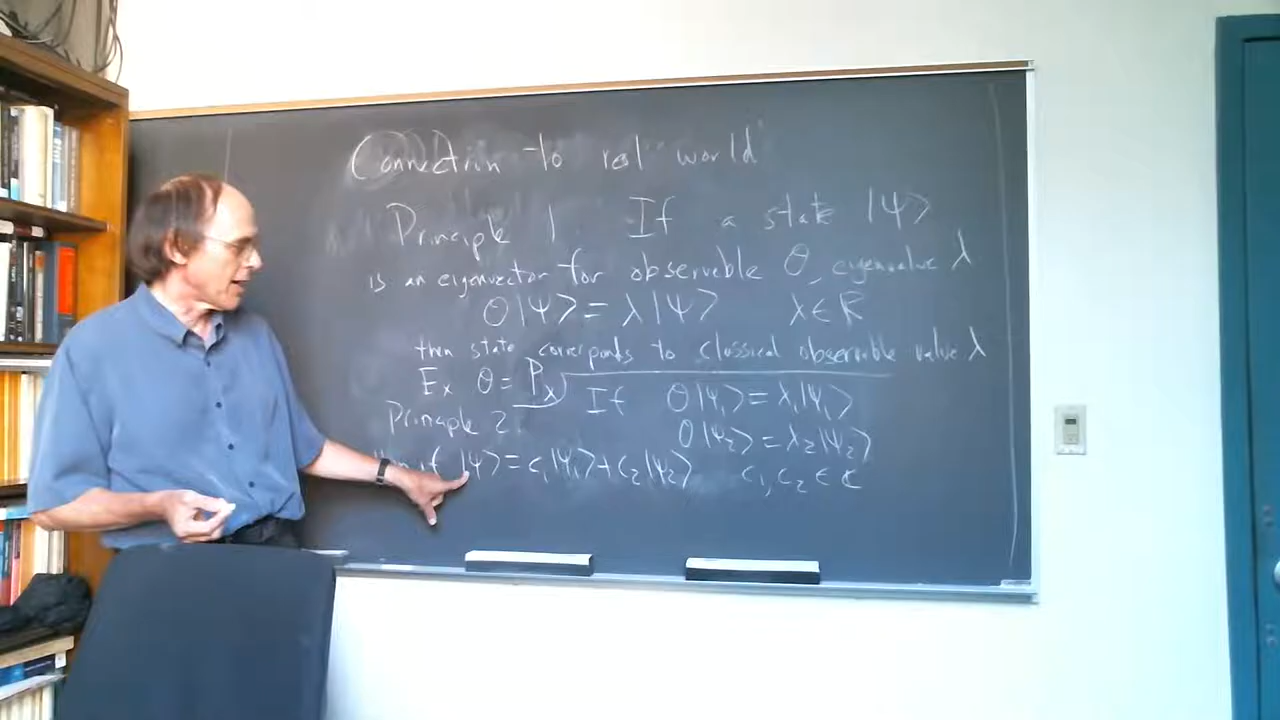 Connection to "real" world
Principle 1. If a state |ψ⟩
is an eigenvector for observable O, eigenvalue λ
O|ψ⟩ = λ|ψ⟩ λ ∈ R
then state corresponds to classical observable value λ
Ex O = Px
If O|ψ₁⟩ = λ₁|ψ₁⟩
Principle 2.
O|ψ₂⟩ = λ₂|ψ₂⟩
if |ψ⟩ = c₁|ψ₁⟩ + c₂|ψ₂⟩ c₁, c₂ ∈ C